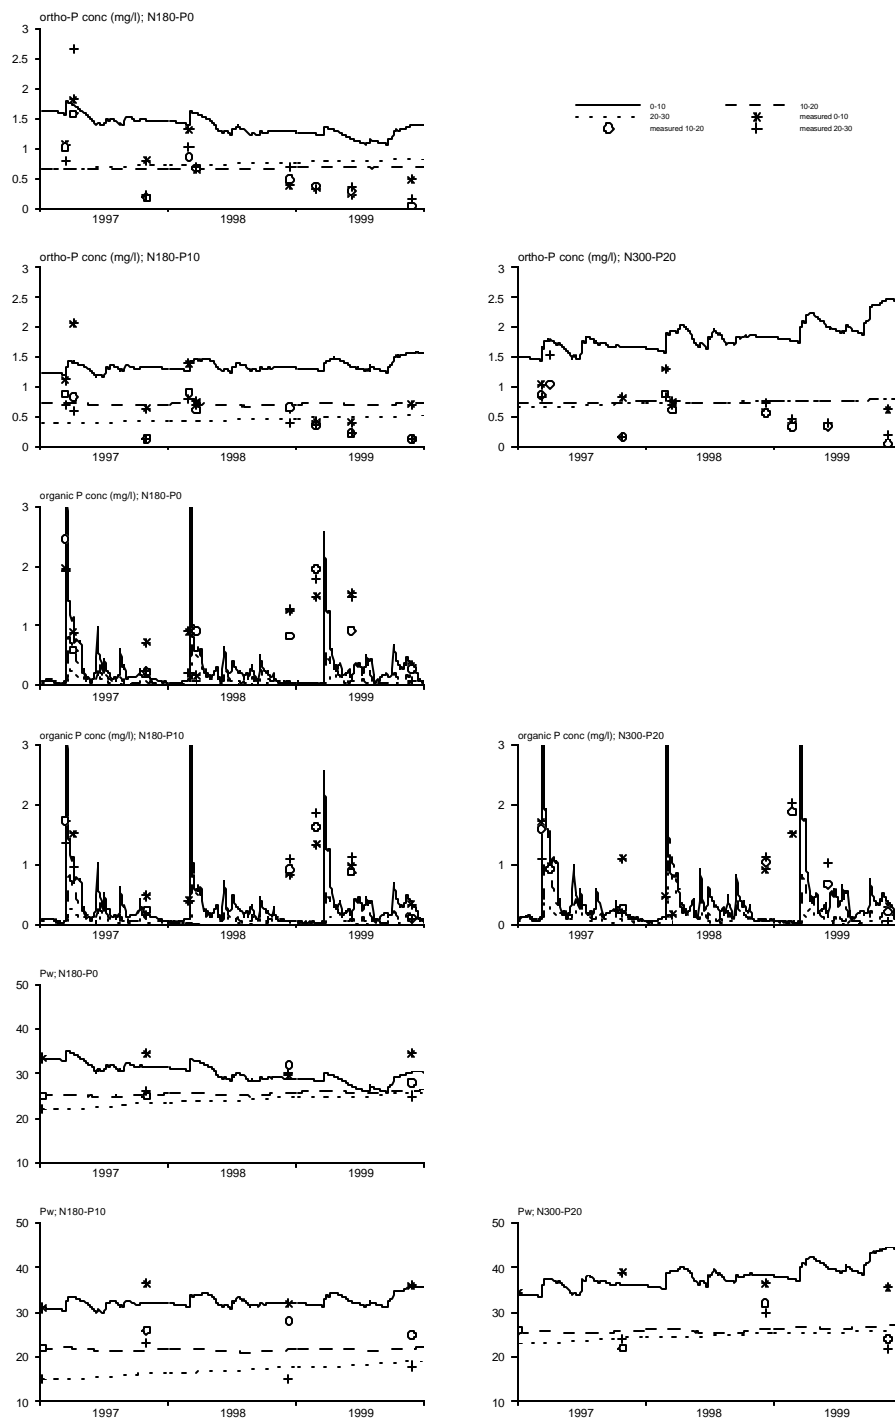 ortho-P conc (mg/l); N180-P0
3
2.5
2
1.5
1
0.5
0
1997 1998 1999
0-10 10-20
20-30 measured 0-10
measured 10-20 measured 20-30
ortho-P conc (mg/l); N180-P10
3
2.5
2
1.5
1
0.5
0
1997 1998 1999
ortho-P conc (mg/l); N300-P20
3
2.5
2
1.5
1
0.5
0
1997 1998 1999
organic P conc (mg/l); N180-P0
3
2
1
0
1997 1998 1999
organic P conc (mg/l); N180-P10
3
2
1
0
1997 1998 1999
organic P conc (mg/l); N300-P20
3
2
1
0
1997 1998 1999
Pw; N180-P0
50
40
30
20
10
1997 1998 1999
Pw; N180-P10
50
40
30
20
10
1997 1998 1999
Pw; N300-P20
50
40
30
20
10
1997 1998 1999